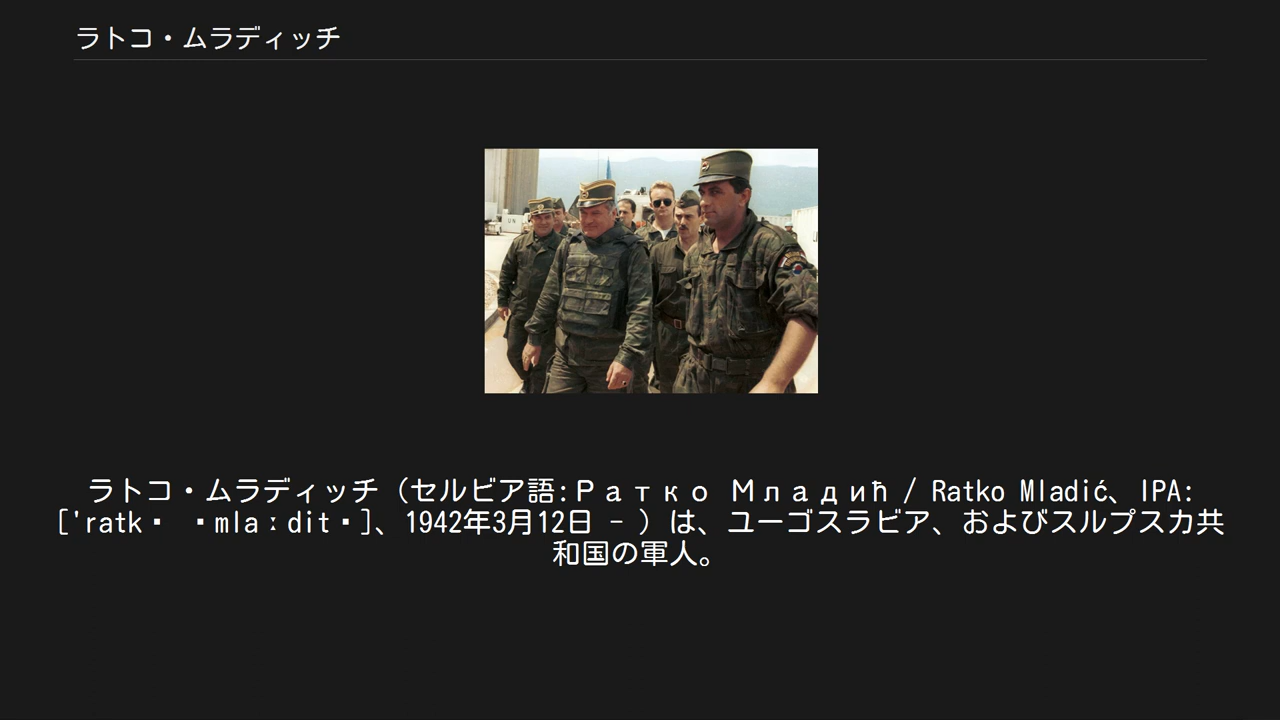 ラトコ・ムラディッチ
UN
ラトコ・ムラディッチ（セルビア語:Ратко Младић / Ratko Mladić、IPA:
['ratk・ ・mlaːdit・]、1942年3月12日 - ）は、ユーゴスラビア、およびスルプスカ共
和国の軍人。